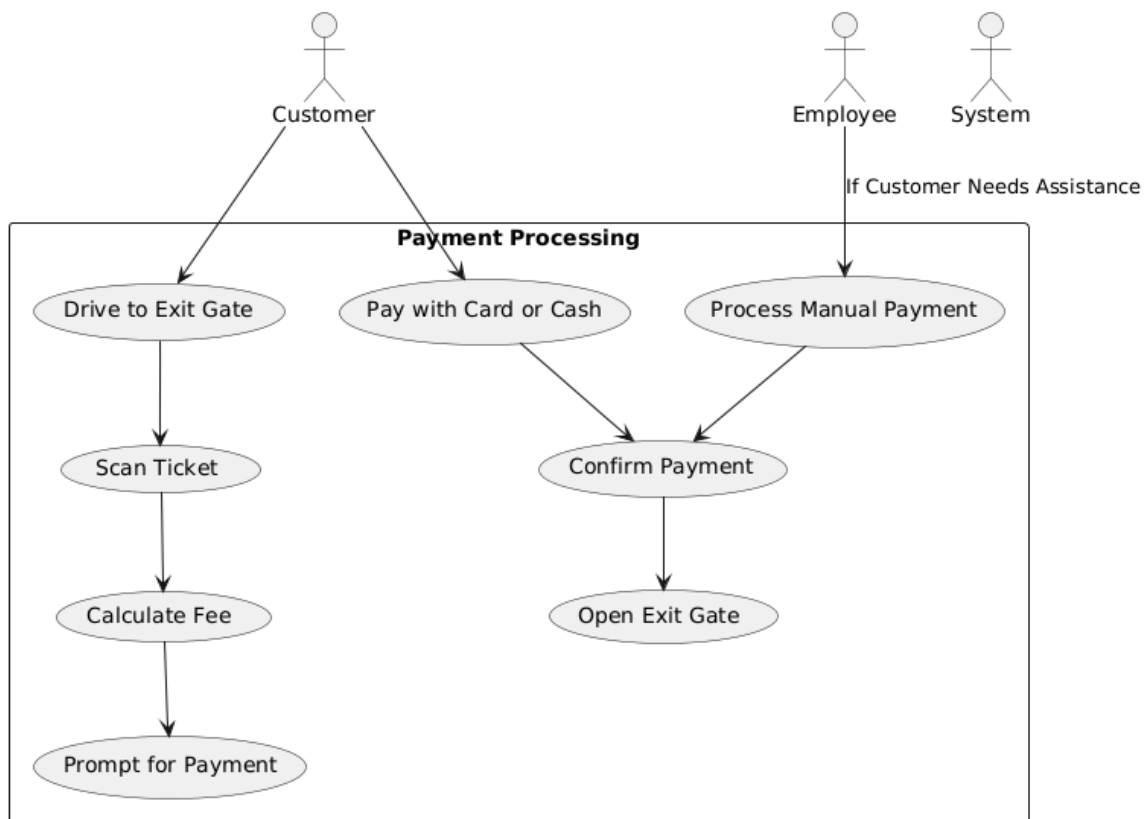 Customer
Employee
System
If Customer Needs Assistance
Payment Processing
Drive to Exit Gate
Pay with Card or Cash
Process Manual Payment
Scan Ticket
Confirm Payment
Calculate Fee
Open Exit Gate
Prompt for Payment